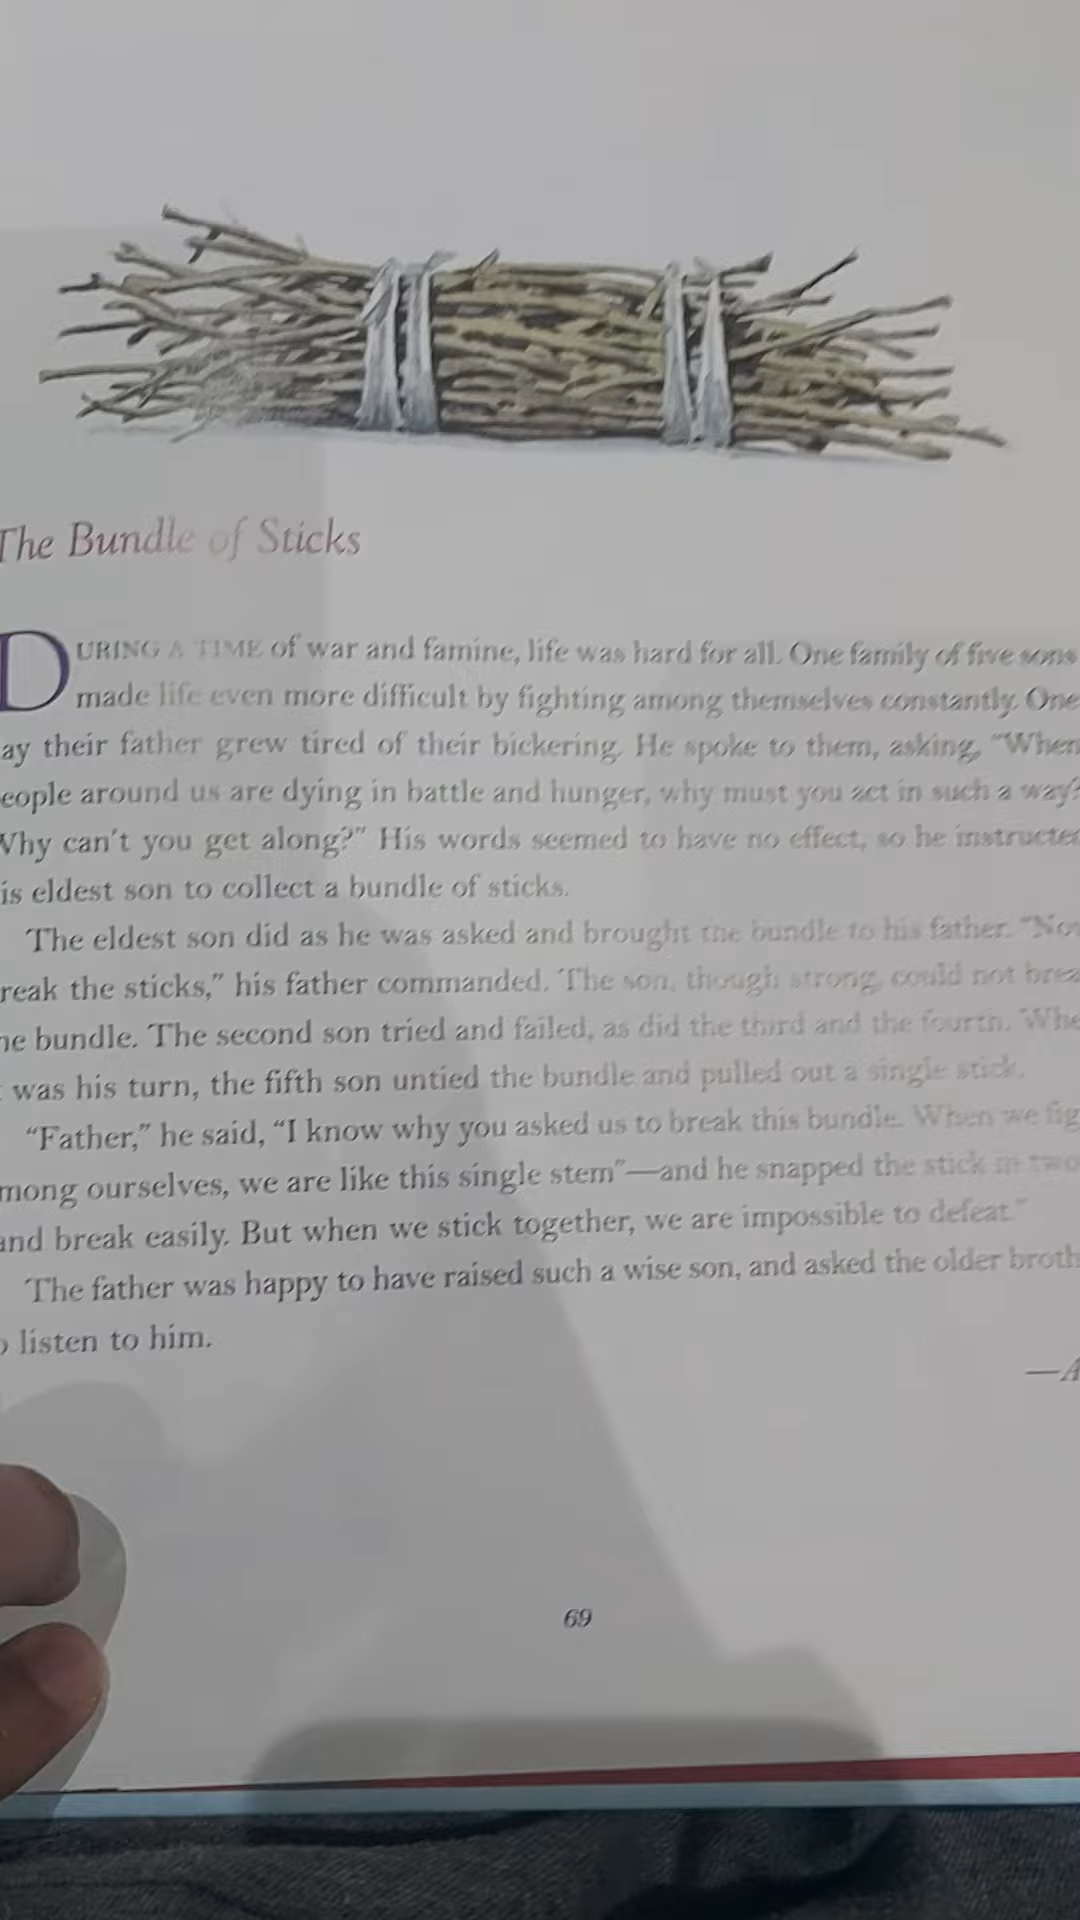 The Bundle of Sticks
DURING A TIME of war and famine, life was hard for all. One family of five sons
made life even more difficult by fighting among themselves constantly. One
ay their father grew tired of their bickering. He spoke to them, asking, "When
eople around us are dying in battle and hunger, why must you act in such a way?
Why can't you get along?" His words seemed to have no effect, so he instructe
is eldest son to collect a bundle of sticks.
The eldest son did as he was asked and brought the bundle to his father. "Now
reak the sticks," his father commanded. The son, though strong, could not brea
he bundle. The second son tried and failed, as did the third and the fourth. Whe
was his turn, the fifth son untied the bundle and pulled out a single stick.
"Father," he said, "I know why you asked us to break this bundle. When we fig
mong ourselves, we are like this single stem"—and he snapped the stick in two
and break easily. But when we stick together, we are impossible to defeat."
The father was happy to have raised such a wise son, and asked the older broth
o listen to him.
—A
69